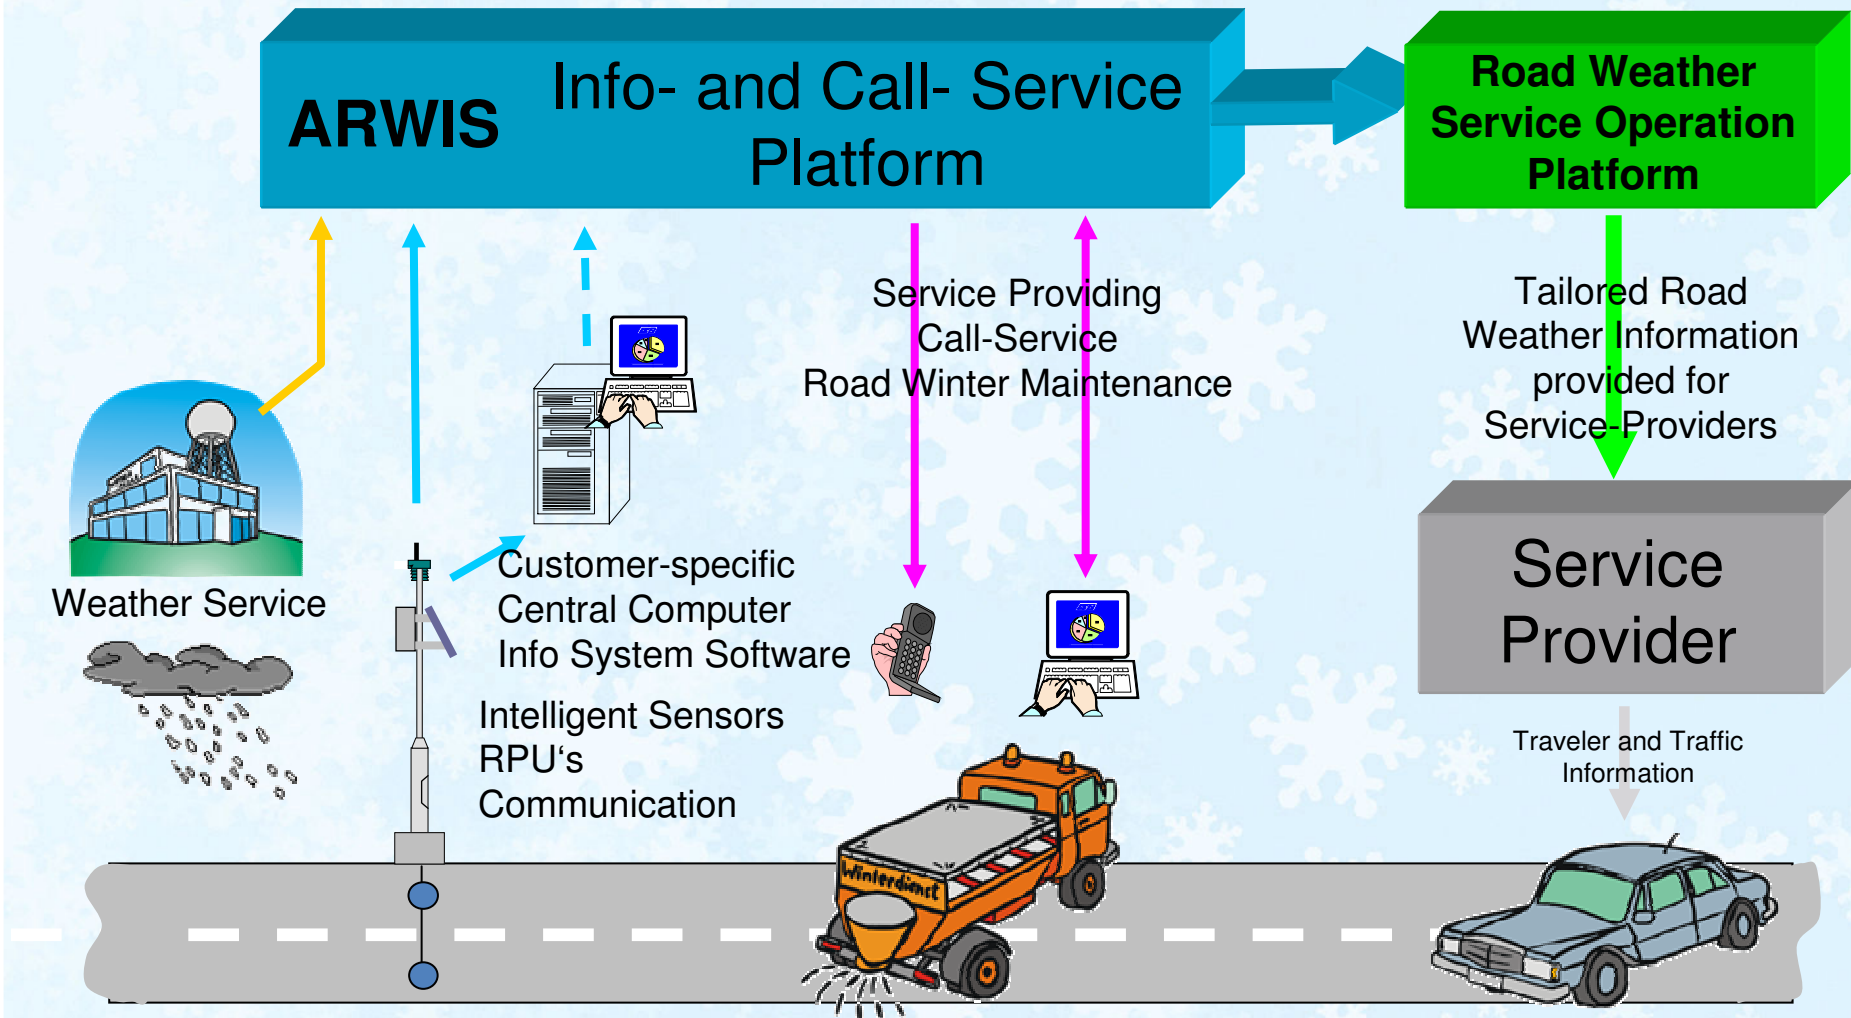 ARWIS
Info- and Call- Service
Platform
Road Weather
Service Operation
Platform
Service Providing
Call-Service
Road Winter Maintenance
Tailored Road
Weather Information
provided for
Service-Providers
Weather Service
Customer-specific
Central Computer
Info System Software
Intelligent Sensors
RPU‘s
Communication
Service
Provider
Traveler and Traffic
Information
Winterdienst